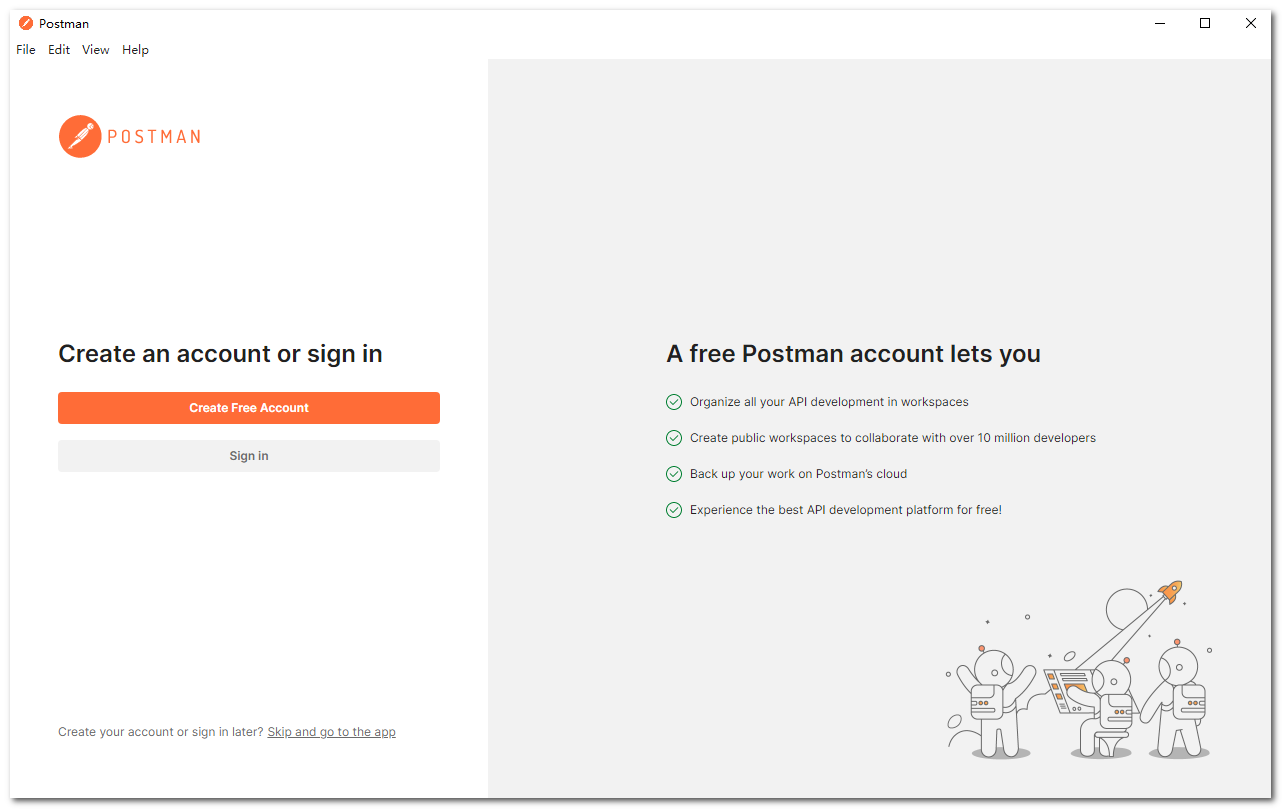 Postman
File Edit View Help
POSTMAN
Create an account or sign in
Create Free Account
Sign in
Create your account or sign in later? Skip and go to the app
A free Postman account lets you
Organize all your API development in workspaces
Create public workspaces to collaborate with over 10 million developers
Back up your work on Postman's cloud
Experience the best API development platform for free!